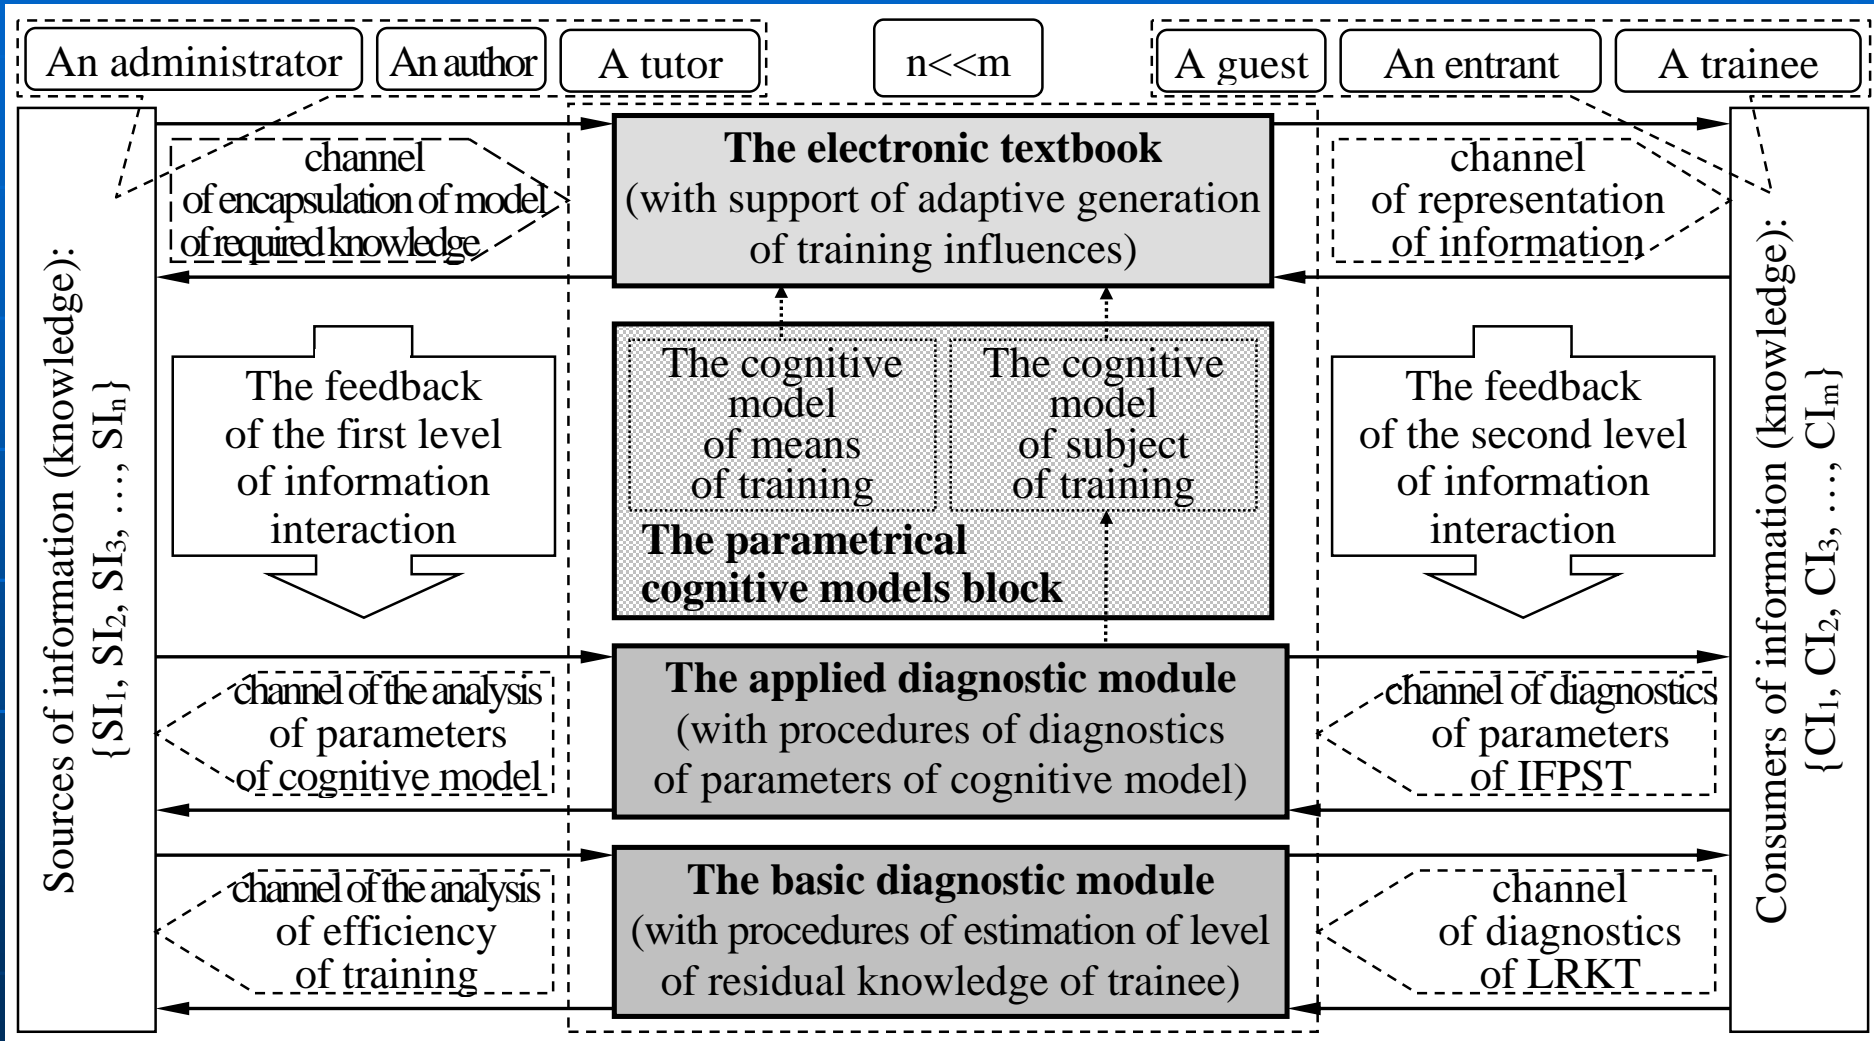 An administrator
An author
A tutor
n<<m
A guest
An entrant
A trainee
Sources of information (knowledge):
{SI1, SI2, SI3, …, SIn}
channel
of encapsulation of model
of required knowledge
The electronic textbook
(with support of adaptive generation
of training influences)
channel
of representation
of information
Consumers of information (knowledge):
{CI1, CI2, CI3, …, CIm}
The feedback
of the first level
of information
interaction
The cognitive
model
of means
of training
The cognitive
model
of subject
of training
The parametrical
cognitive models block
The feedback
of the second level
of information
interaction
channel of the analysis
of parameters
of cognitive model
The applied diagnostic module
(with procedures of diagnostics
of parameters of cognitive model)
channel of diagnostics
of parameters
of IFPST
channel of the analysis
of efficiency
of training
The basic diagnostic module
(with procedures of estimation of level
of residual knowledge of trainee)
channel
of diagnostics
of LRKT